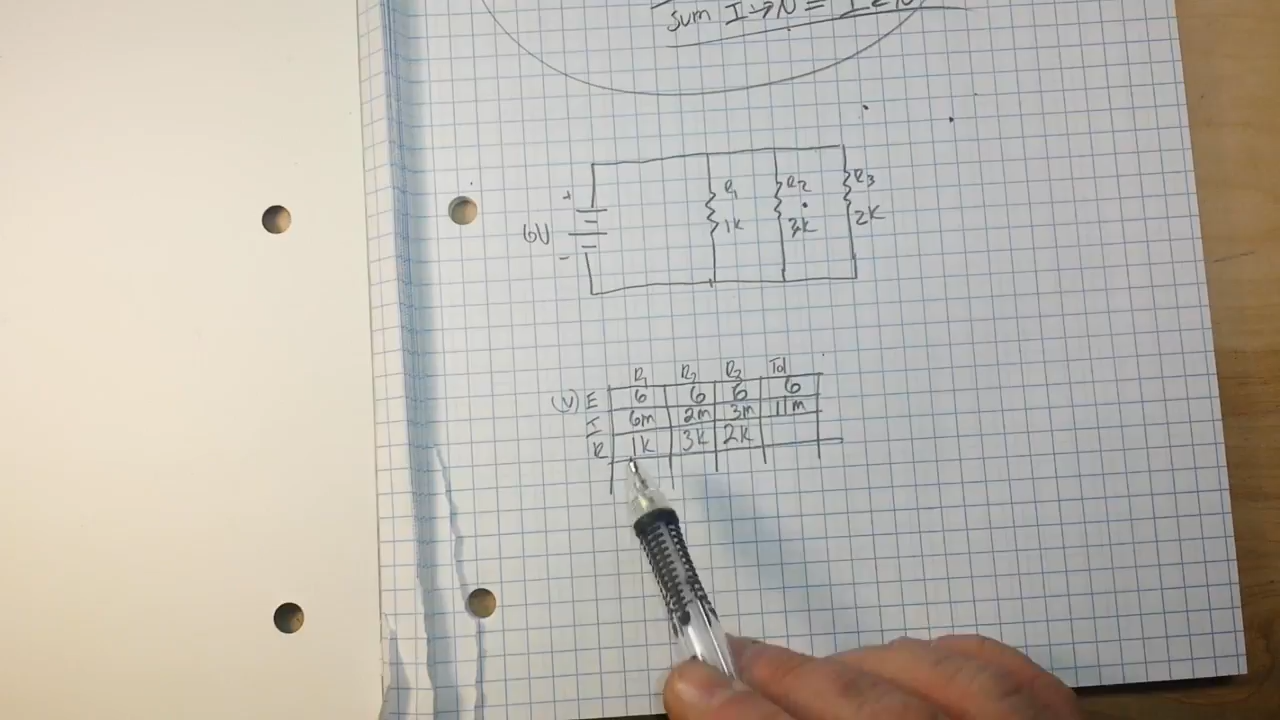 Sum I→N = I←N
+
R1
R2
R3
6V
1K
3K
2K
-
R1 R2 R3 Tot
(V) E 6 6 6 6
I 6m 2m 3m 11m
R 1K 3K 2K